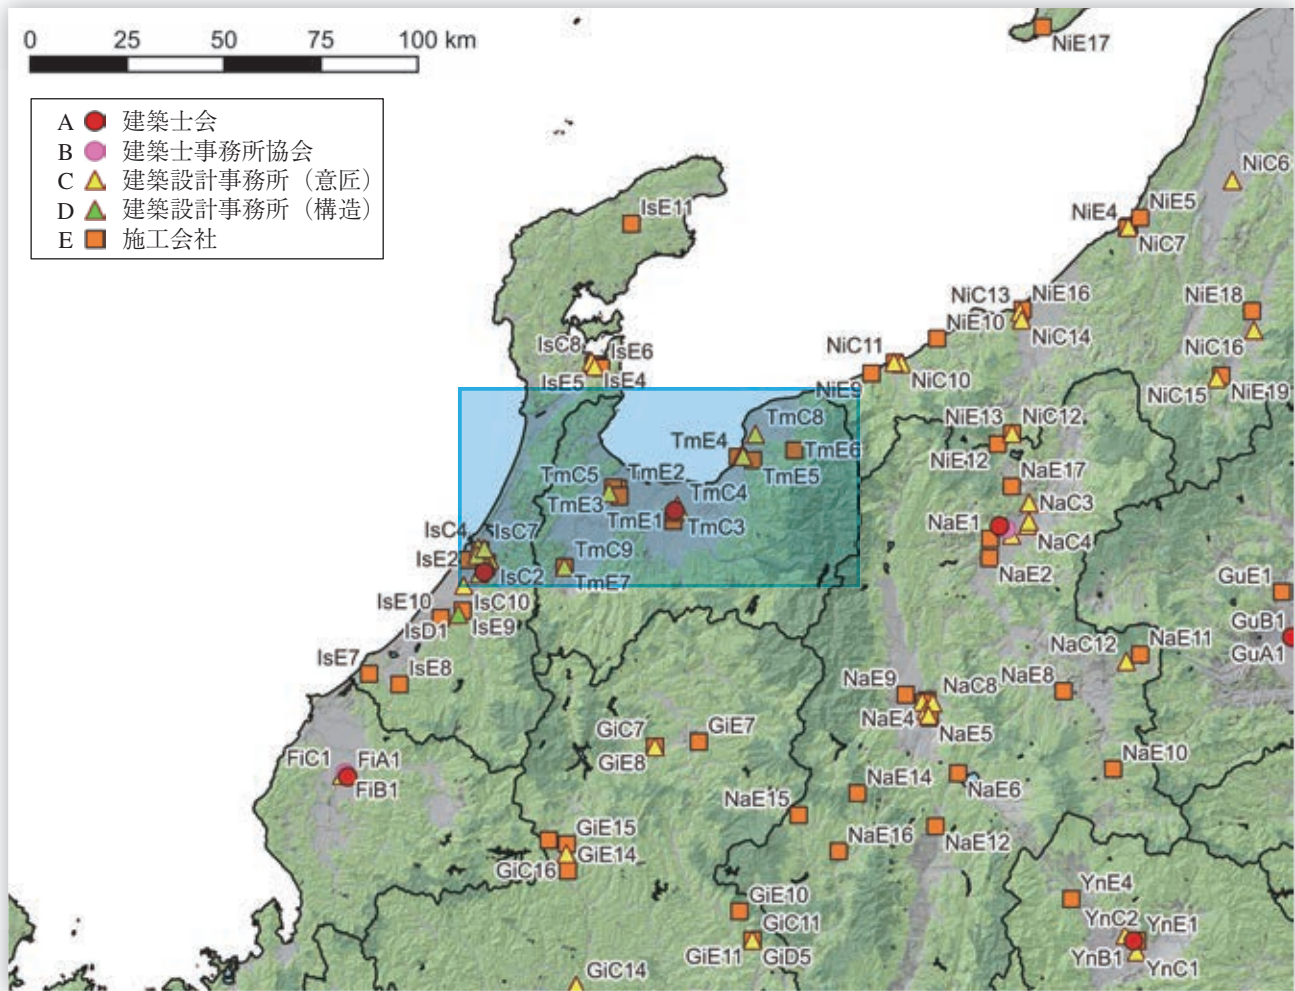 0 25 50 75 100 km
A 建築士会
B 建築士事務所協会
C 建築設計事務所（意匠）
D 建築設計事務所（構造）
E 施工会社
NiE17
NiC6
IsE11
NiE4
NiE5
NiC7
NiC13
NiE16
NiE10
NiC14
NiE18
NiC16
IsC8
IsE6
IsE5
IsE4
NiC11
NiC10
NiE9
NiC15
NiE19
TmC8
TmE4
TmE6
TmE5
NiE13
NiC12
NiE12
NaE17
TmC5
TmE2
TmE3
TmC4
TmE1
TmC3
NaC3
NaE1
NaC4
NaE2
IsC4
IsC7
IsE2
IsC2
TmC9
TmE7
GuE1
IsE10
IsC10
IsD1
IsE9
GuB1
GuA1
IsE7
IsE8
NaC12
NaE11
NaE9
NaC8
NaE8
NaE4
NaE5
GiC7
GiE7
GiE8
FiC1
FiA1
FiB1
NaE10
NaE14
NaE6
NaE15
GiE15
GiE14
GiC16
NaE16
NaE12
GiE10
GiC11
GiE11
GiD5
YnE4
YnC2
YnE1
YnB1
YnC1
GiC14